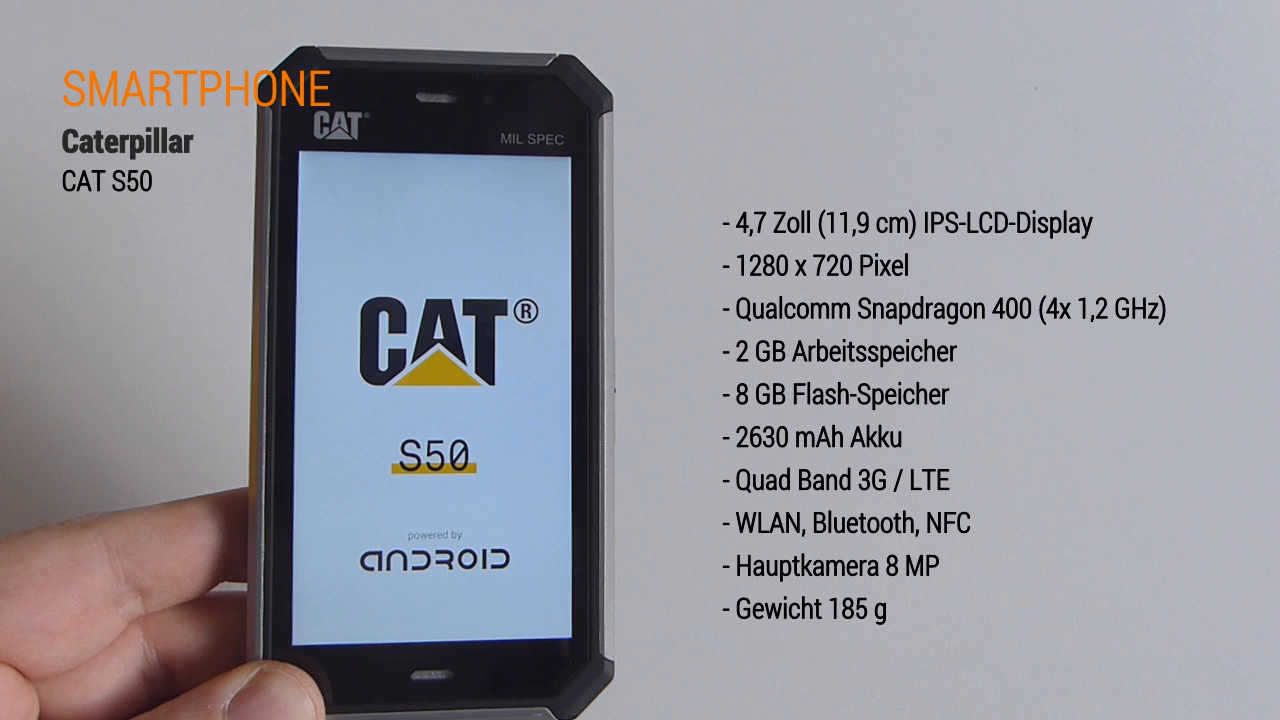 SMARTPHONE
Caterpillar
CAT S50
CAT®
MIL SPEC
CAT®
S50
powered by
ANDROID
- 4,7 Zoll (11,9 cm) IPS-LCD-Display
- 1280 x 720 Pixel
- Qualcomm Snapdragon 400 (4x 1,2 GHz)
- 2 GB Arbeitsspeicher
- 8 GB Flash-Speicher
- 2630 mAh Akku
- Quad Band 3G / LTE
- WLAN, Bluetooth, NFC
- Hauptkamera 8 MP
- Gewicht 185 g